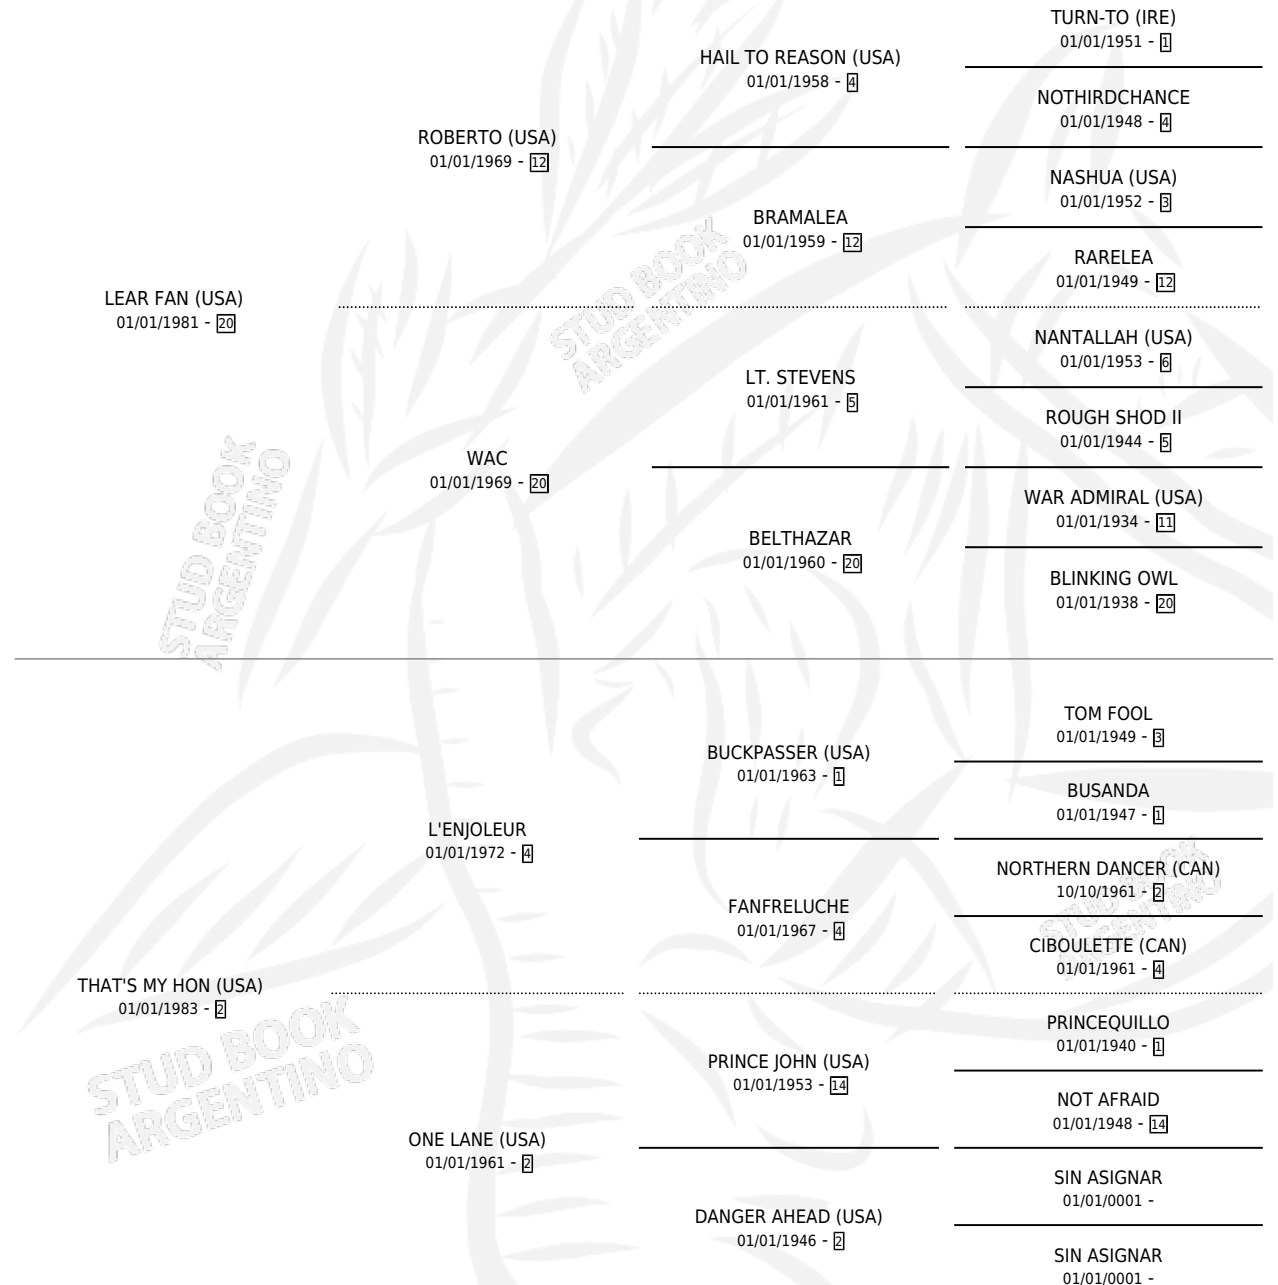 TURN-TO (IRE)
01/01/1951 - 1
HAIL TO REASON (USA)
01/01/1958 - 4
NOTHIRDCHANCE
01/01/1948 - 4
ROBERTO (USA)
01/01/1969 - 12
NASHUA (USA)
01/01/1952 - 3
BRAMALEA
01/01/1959 - 12
RARELEA
01/01/1949 - 12
LEAR FAN (USA)
01/01/1981 - 20
NANTALLAH (USA)
01/01/1953 - 6
LT. STEVENS
01/01/1961 - 5
ROUGH SHOD II
01/01/1944 - 5
WAC
01/01/1969 - 20
WAR ADMIRAL (USA)
01/01/1934 - 11
BELTHAZAR
01/01/1960 - 20
BLINKING OWL
01/01/1938 - 20
TOM FOOL
01/01/1949 - 3
BUCKPASSER (USA)
01/01/1963 - 1
BUSANDA
01/01/1947 - 1
L'ENJOLEUR
01/01/1972 - 4
NORTHERN DANCER (CAN)
10/10/1961 - 2
FANFRELUCHE
01/01/1967 - 4
CIBOULETTE (CAN)
01/01/1961 - 4
THAT'S MY HON (USA)
01/01/1983 - 2
PRINCEQUILLO
01/01/1940 - 1
PRINCE JOHN (USA)
01/01/1953 - 14
NOT AFRAID
01/01/1948 - 14
ONE LANE (USA)
01/01/1961 - 2
SIN ASIGNAR
01/01/0001 -
DANGER AHEAD (USA)
01/01/1946 - 2
SIN ASIGNAR
01/01/0001 -
STUD BOOK
ARGENTINO
STUD BOOK
ARGENTINO
STUD BOOK
ARGENTINO
STUD BOOK
ARGENTINO